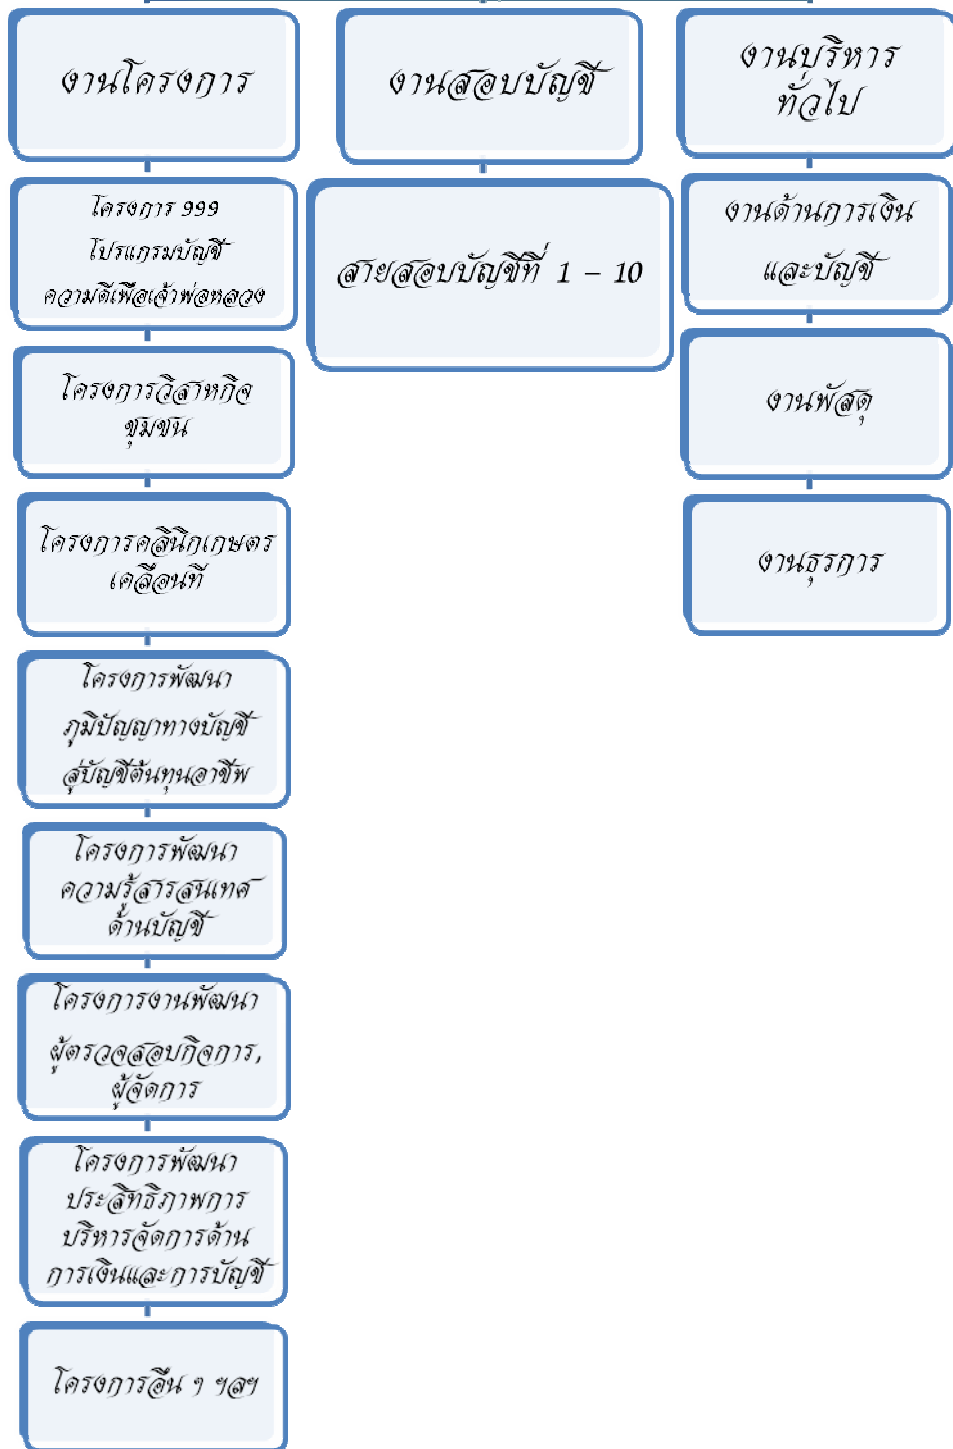 งานโครงการ
โครงการ 999
โปรแกรมบัญชี
ความดีเพื่อเจ้าพ่อหลวง
โครงการวิสาหกิจ
ชุมชน
โครงการคลินิกเกษตร
เคลื่อนที่
โครงการพัฒนา
ภูมิปัญญาทางบัญชี
สู่บัญชีต้นทุนอาชีพ
โครงการพัฒนา
ความรู้สารสนเทศ
ด้านบัญชี
โครงการงานพัฒนา
ผู้ตรวจสอบกิจการ,
ผู้จัดการ
โครงการพัฒนา
ประสิทธิภาพการ
บริหารจัดการด้าน
การเงินและการบัญชี
โครงการอื่น ๆ ฯลฯ
งานสอบบัญชี
สายสอบบัญชีที่ 1 – 10
งานบริหาร
ทั่วไป
งานด้านการเงิน
และบัญชี
งานพัสดุ
งานธุรการ